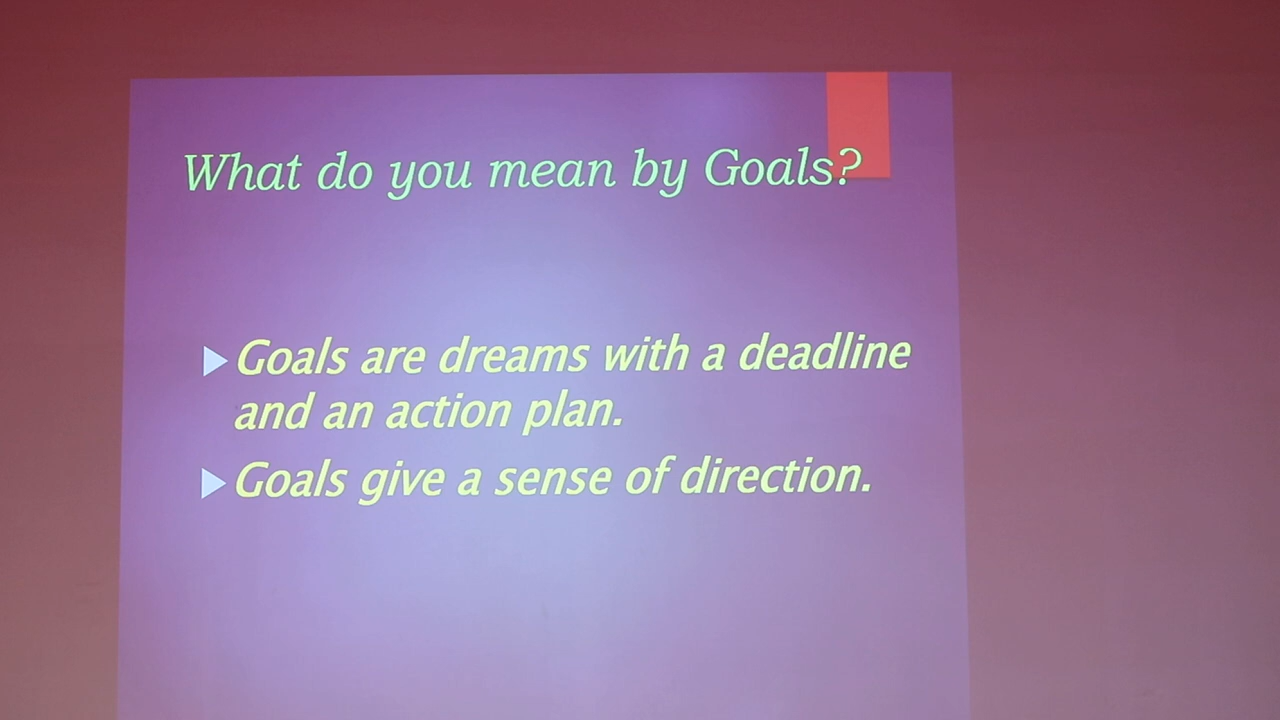 What do you mean by Goals?
Goals are dreams with a deadline
and an action plan.
Goals give a sense of direction.